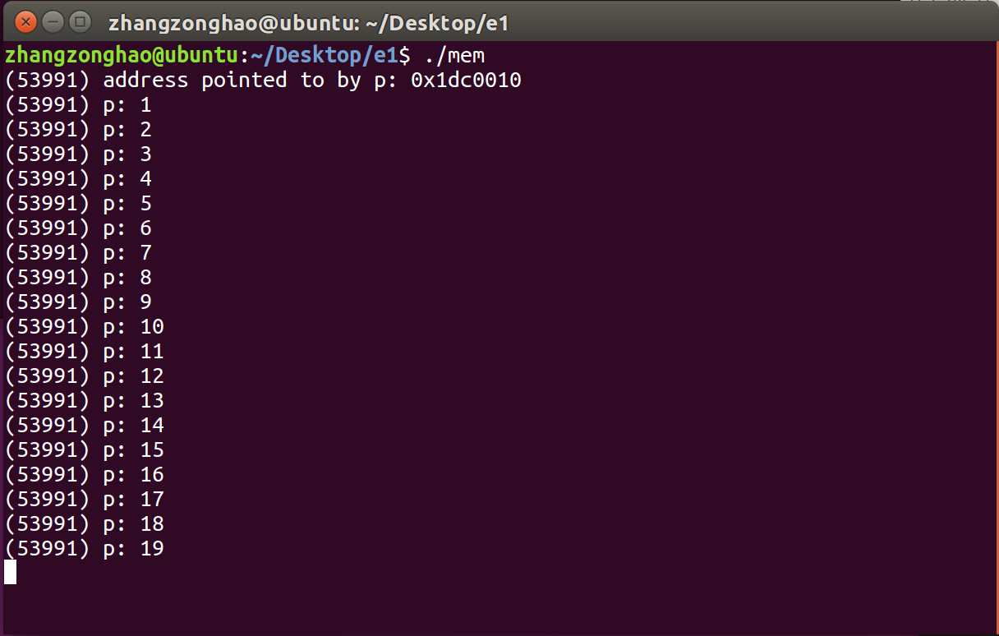 zhangzonghao@ubuntu: ~/Desktop/e1
zhangzonghao@ubuntu:~/Desktop/e1$ ./mem
(53991) address pointed to by p: 0x1dc0010
(53991) p: 1
(53991) p: 2
(53991) p: 3
(53991) p: 4
(53991) p: 5
(53991) p: 6
(53991) p: 7
(53991) p: 8
(53991) p: 9
(53991) p: 10
(53991) p: 11
(53991) p: 12
(53991) p: 13
(53991) p: 14
(53991) p: 15
(53991) p: 16
(53991) p: 17
(53991) p: 18
(53991) p: 19